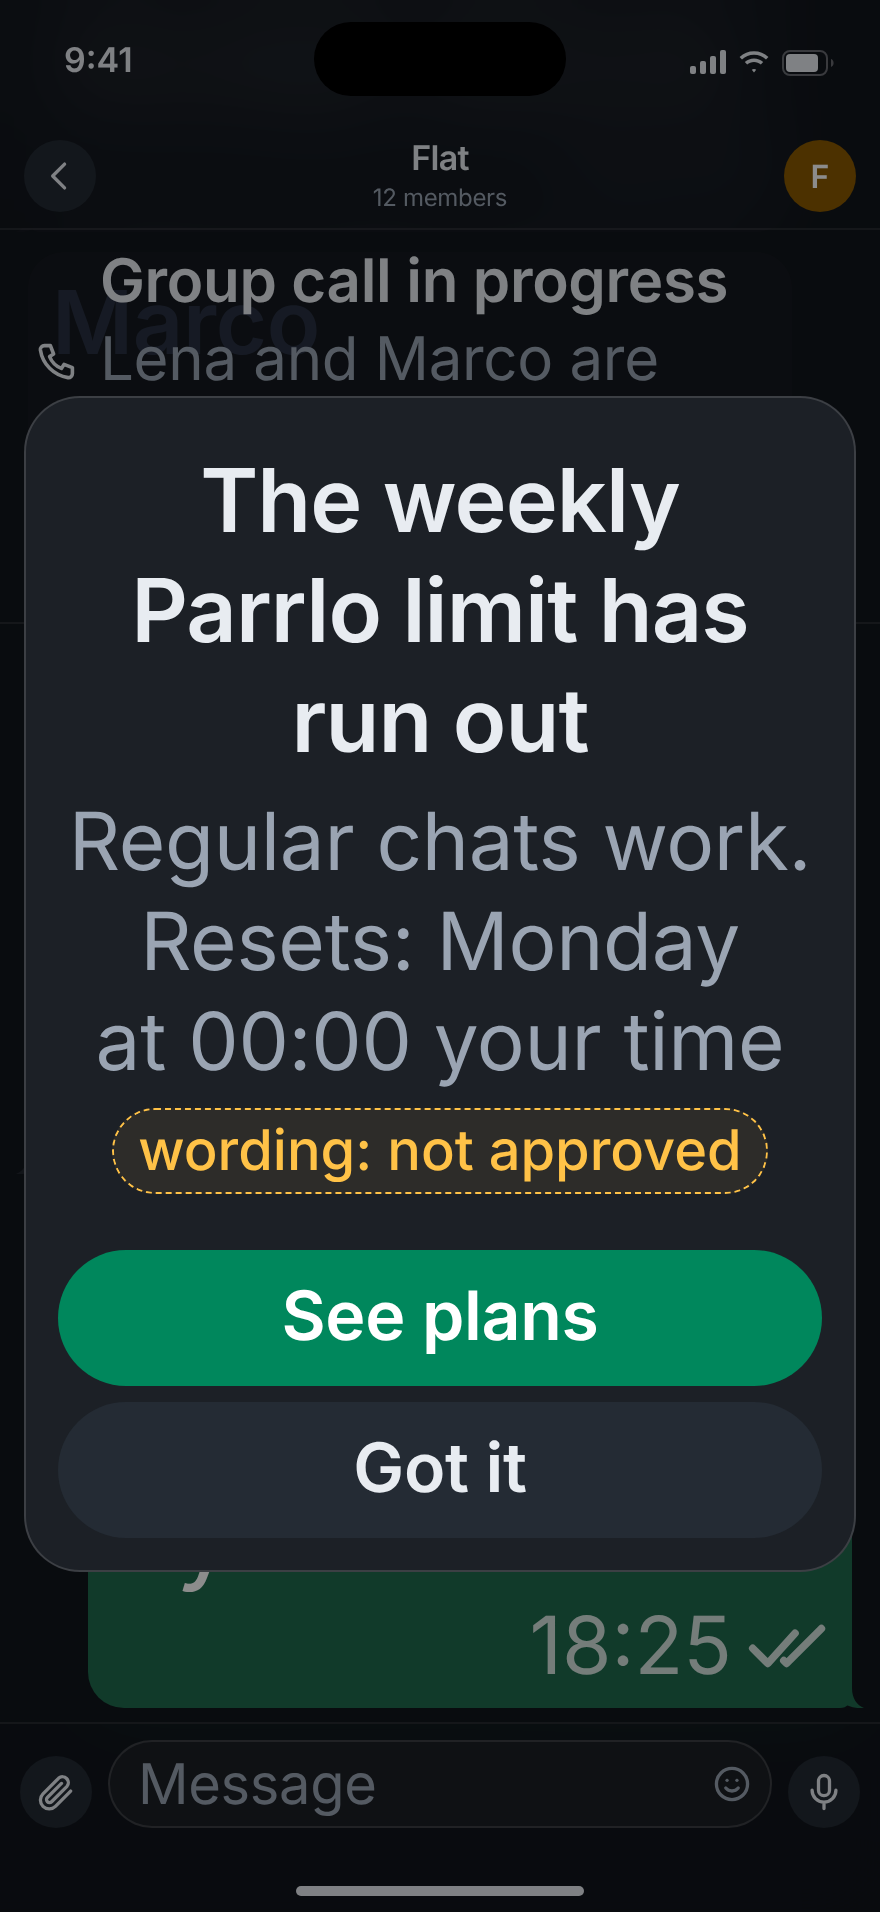 9:41
Flat
12 members
F
Group call in progress
Marco
Lena and Marco are
The weekly
Parrlo limit has
run out
Regular chats work.
Resets: Monday
at 00:00 your time
wording: not approved
See plans
Got it
18:25
Message